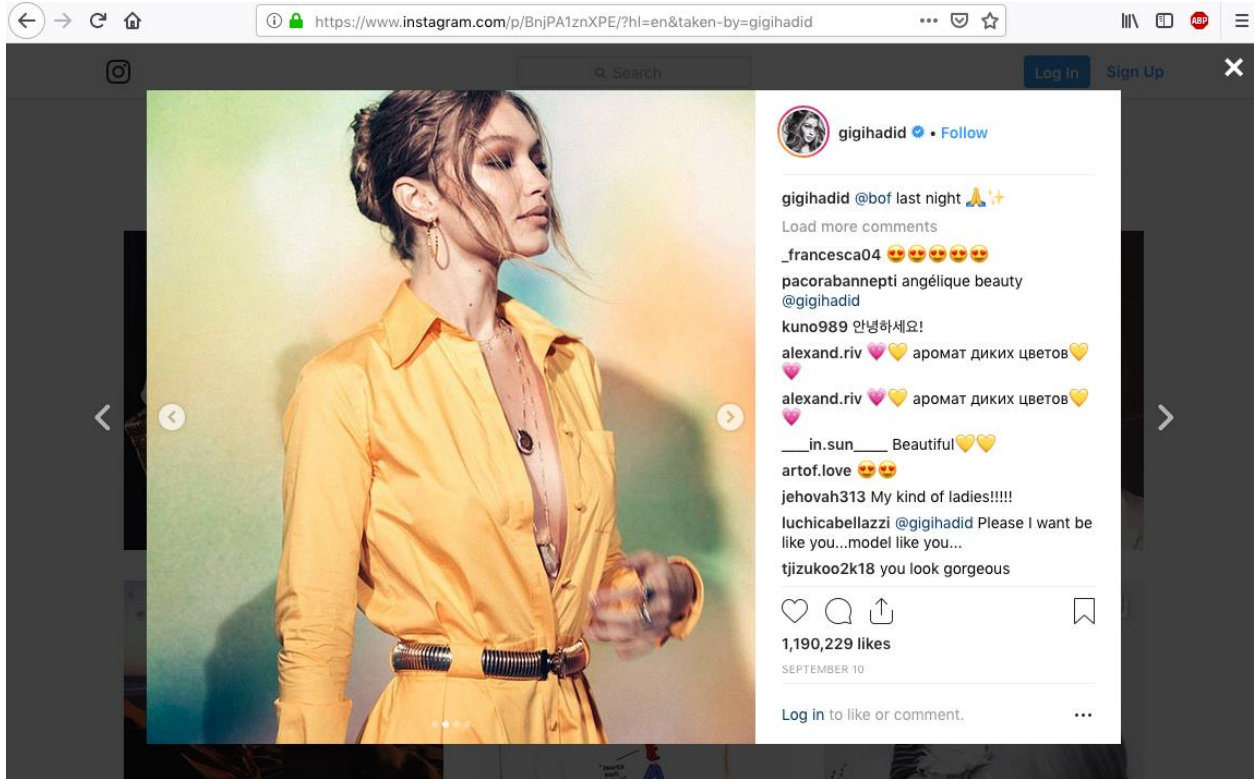 https://www.instagram.com/p/BnjPA1znXPE/?hl=en&taken-by=gigihadid
ABP
Search
Log In
Sign Up
gigihadid • Follow
gigihadid @bof last night 🙏✨
Load more comments
_francesca04 😍😍😍😍😍
pacorabannepti angélique beauty
@gigihadid
kuno989 안녕하세요!
alexand.riv 💗💛 аромат диких цветов💛
💗
alexand.riv 💗💛 аромат диких цветов💛
💗
____in.sun____ Beautiful💛💛
artof.love 😍😍
jehovah313 My kind of ladies!!!!!
luchicabellazzi @gigihadid Please I want be
like you...model like you...
tjizukoo2k18 you look gorgeous
1,190,229 likes
SEPTEMBER 10
Log in to like or comment.